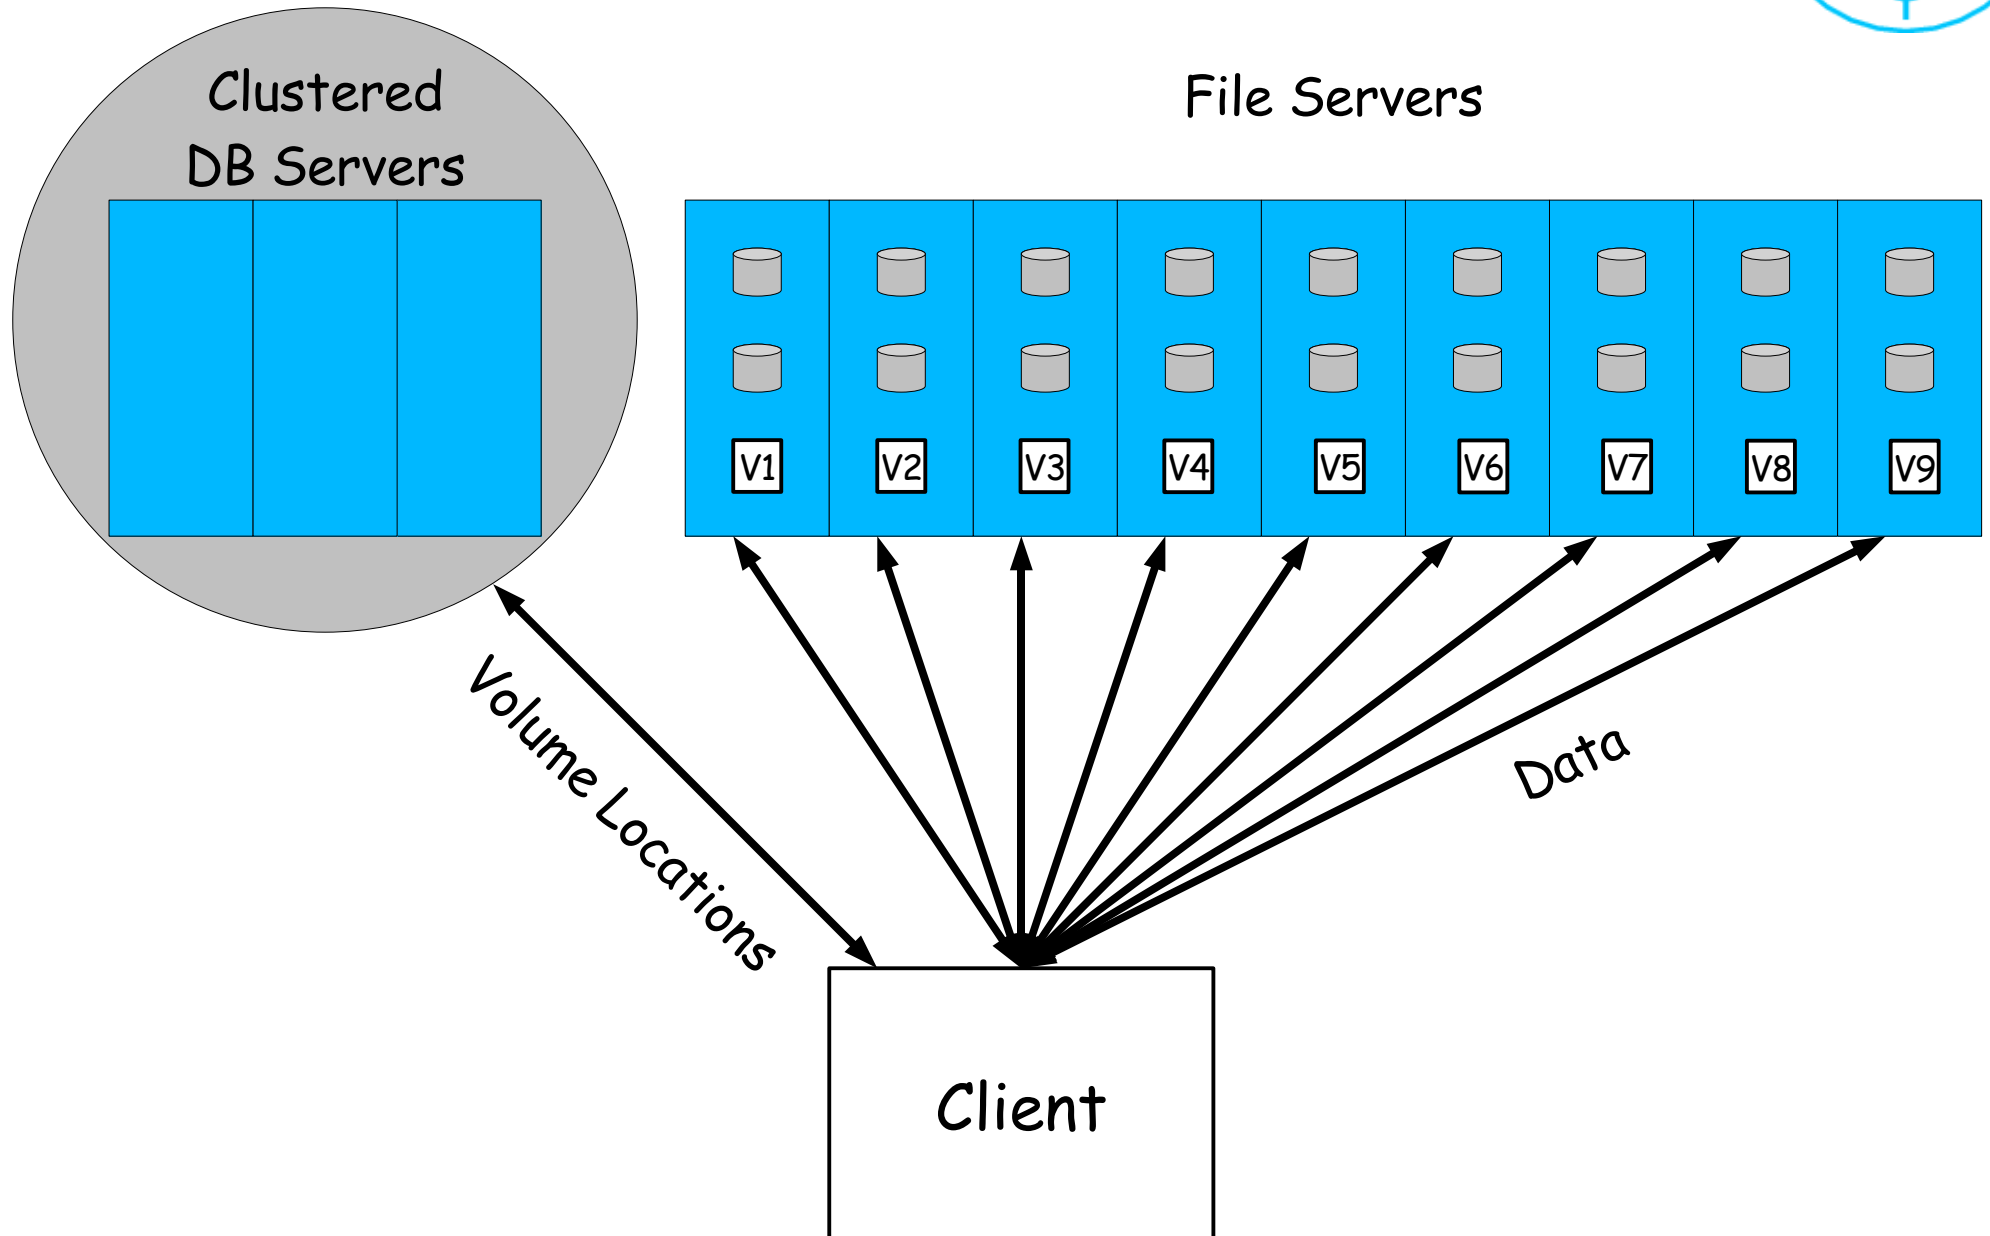 Clustered
DB Servers
File Servers
V1 V2 V3 V4 V5 V6 V7 V8 V9
Volume Locations
Data
Client